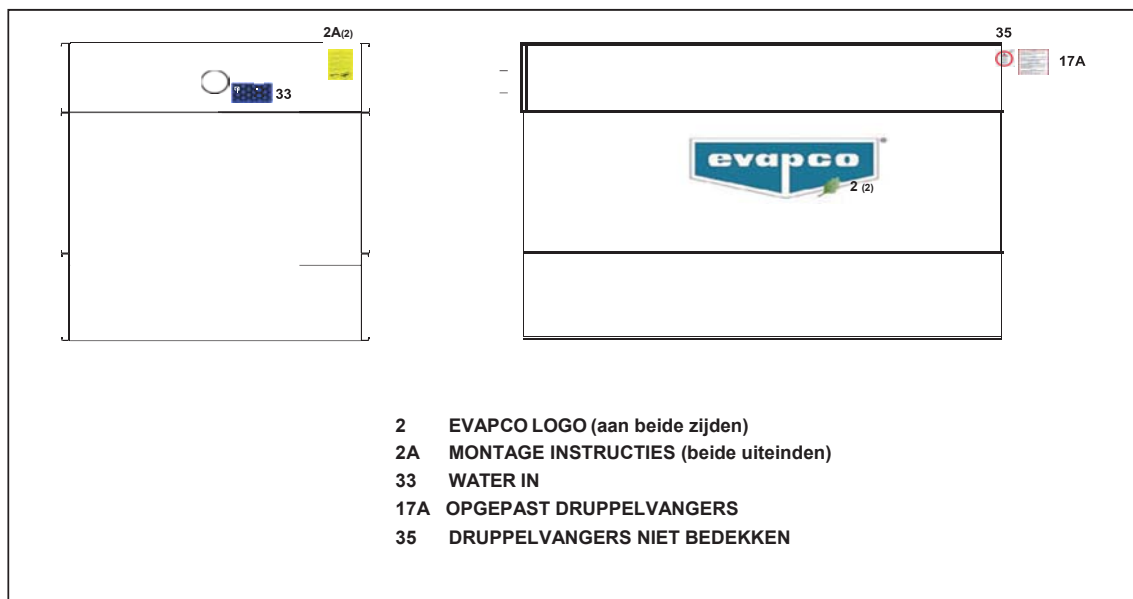 2A(2)
33
35
17A
evapco®
2 (2)
2 EVAPCO LOGO (aan beide zijden)
2A MONTAGE INSTRUCTIES (beide uiteinden)
33 WATER IN
17A OPGEPAST DRUPPELVANGERS
35 DRUPPELVANGERS NIET BEDEKKEN